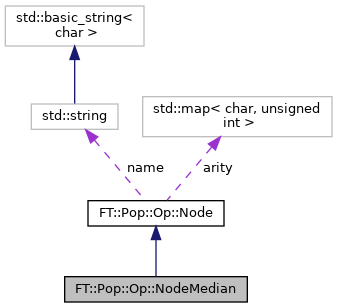 std::basic_string<
char >
std::string
std::map< char, unsigned
int >
name
arity
FT::Pop::Op::Node
FT::Pop::Op::NodeMedian